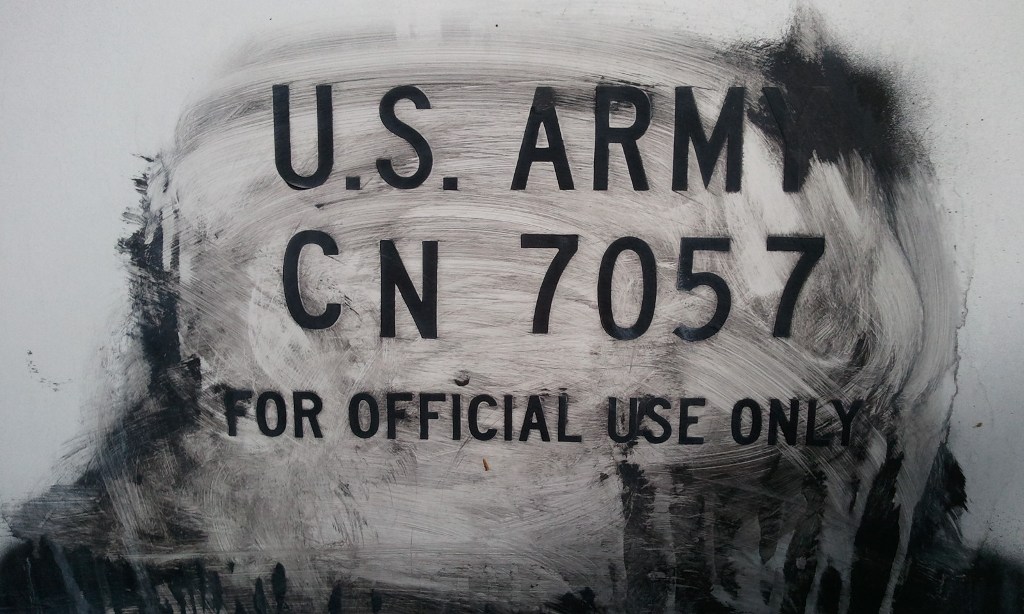 U.S. ARMY
CN 7057
FOR OFFICIAL USE ONLY